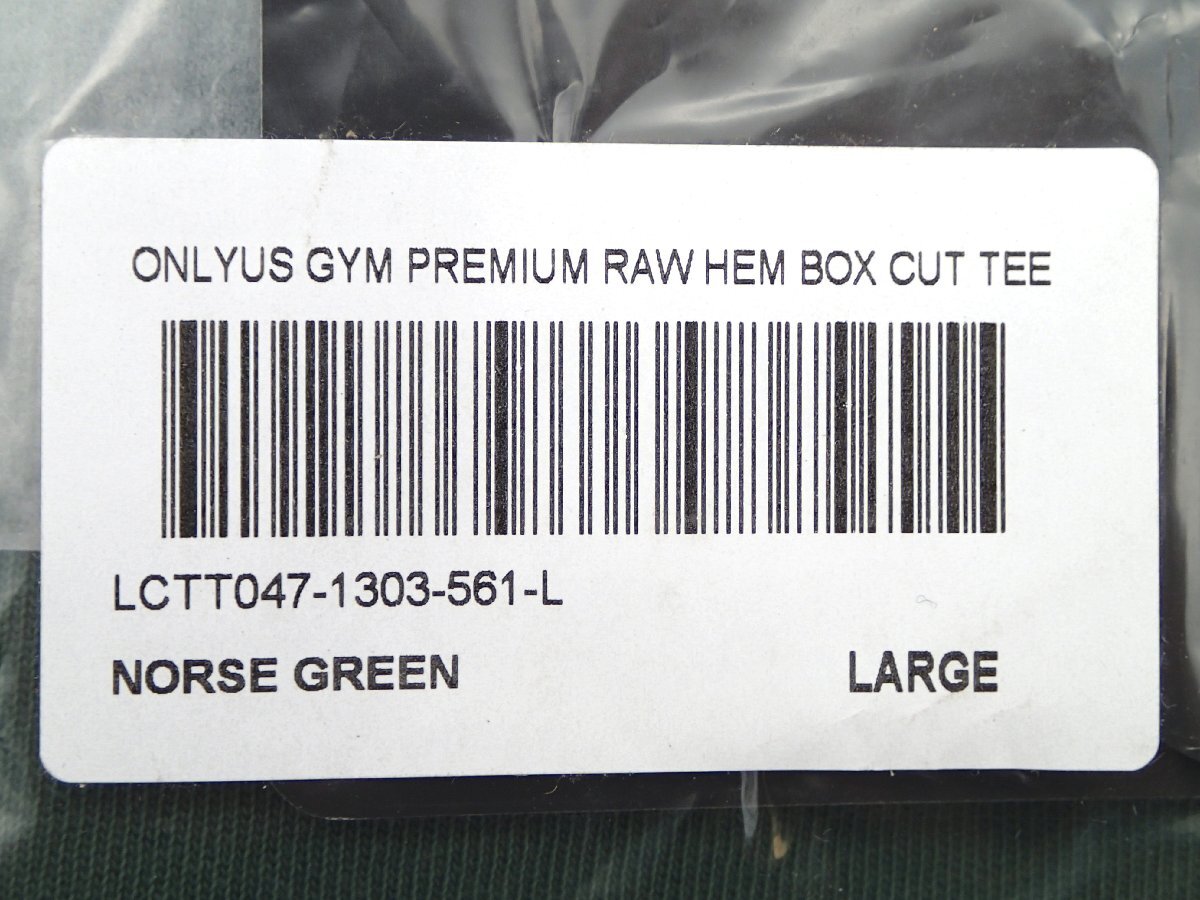 ONLYUS GYM PREMIUM RAW HEM BOX CUT TEE
LCTT047-1303-561-L
NORSE GREEN LARGE